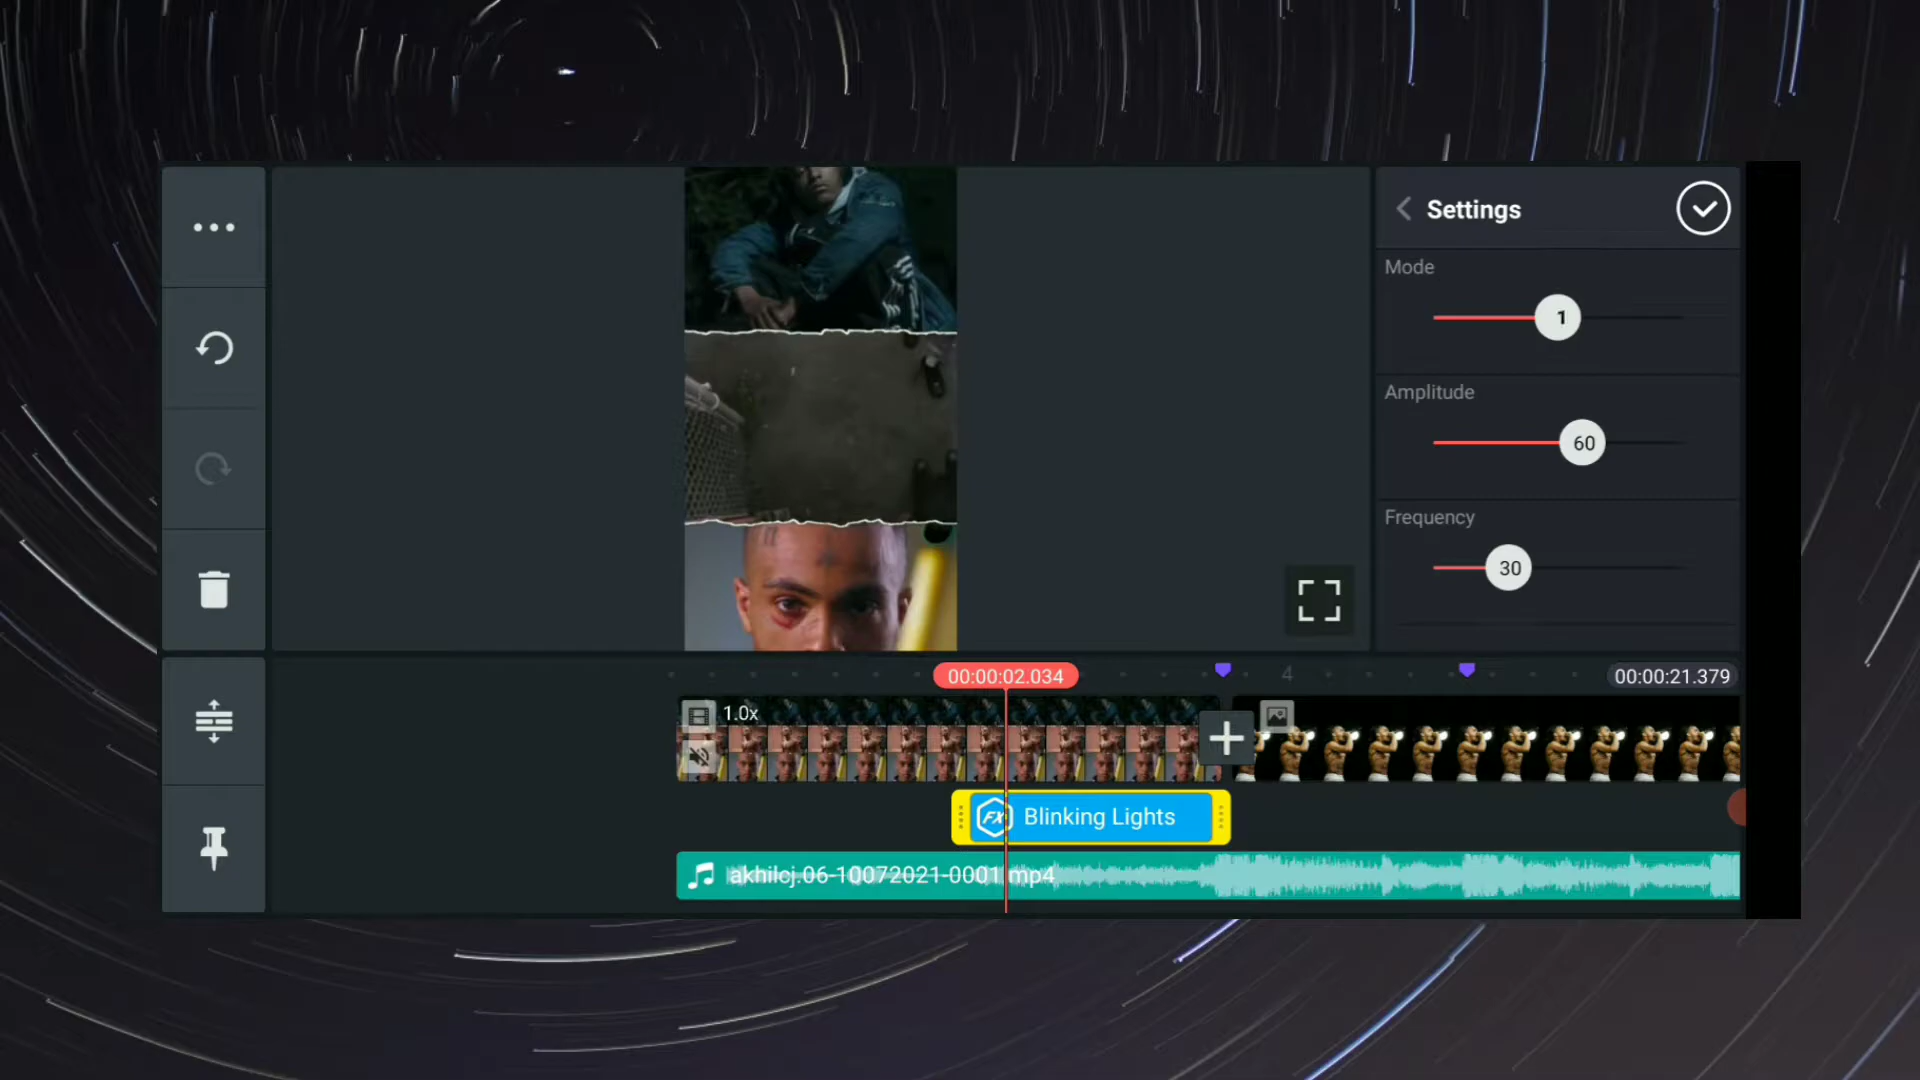 Settings
Mode
1
Amplitude
60
Frequency
30
00:00:02.034
4
00:00:21.379
1.0x
FX Blinking Lights
akhilcj.06-10072021-0001.mp4